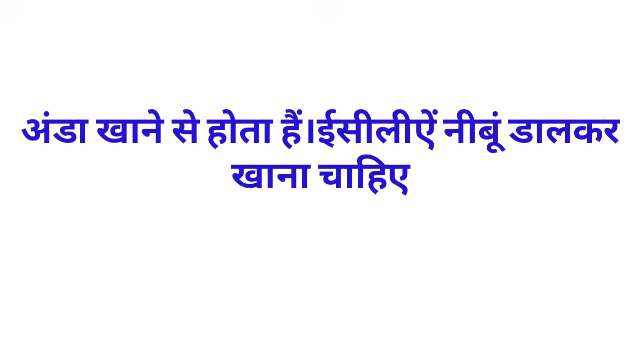 अंडा खाने से होता हैं।ईसीलीऐं नीबूं डालकर
खाना चाहिए